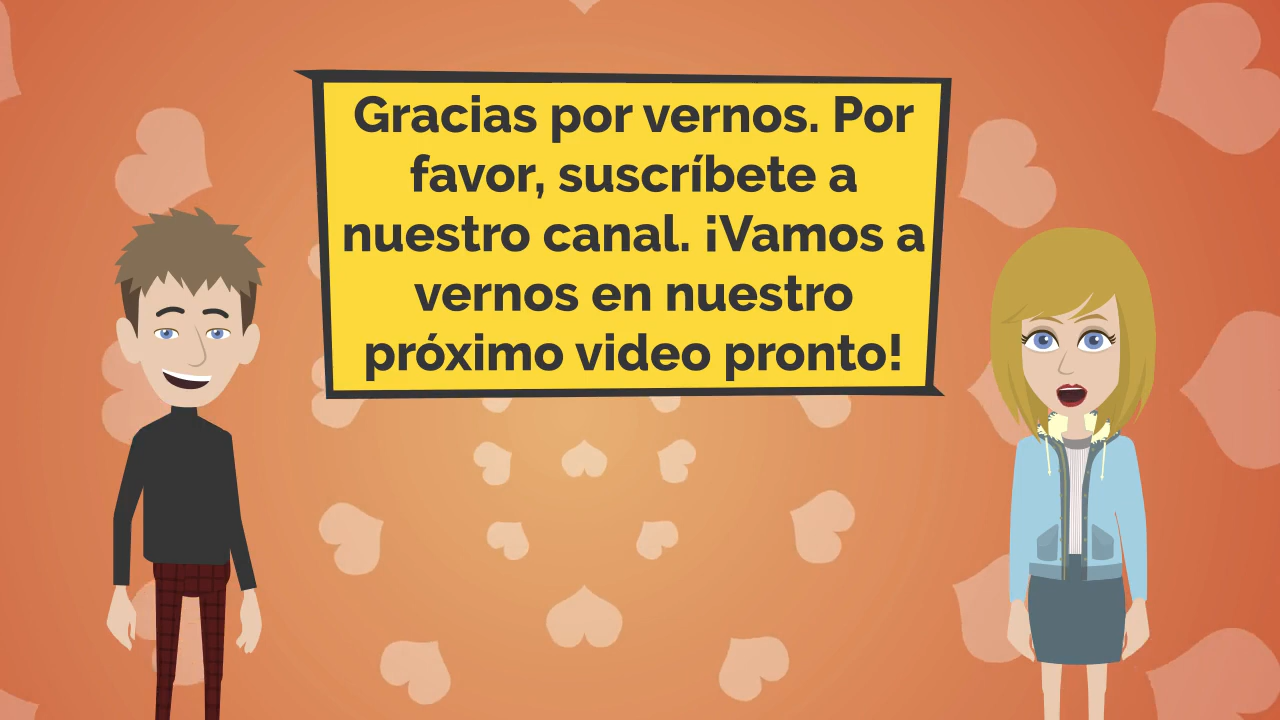 Gracias por vernos. Por
favor, suscríbete a
nuestro canal. ¡Vamos a
vernos en nuestro
próximo video pronto!